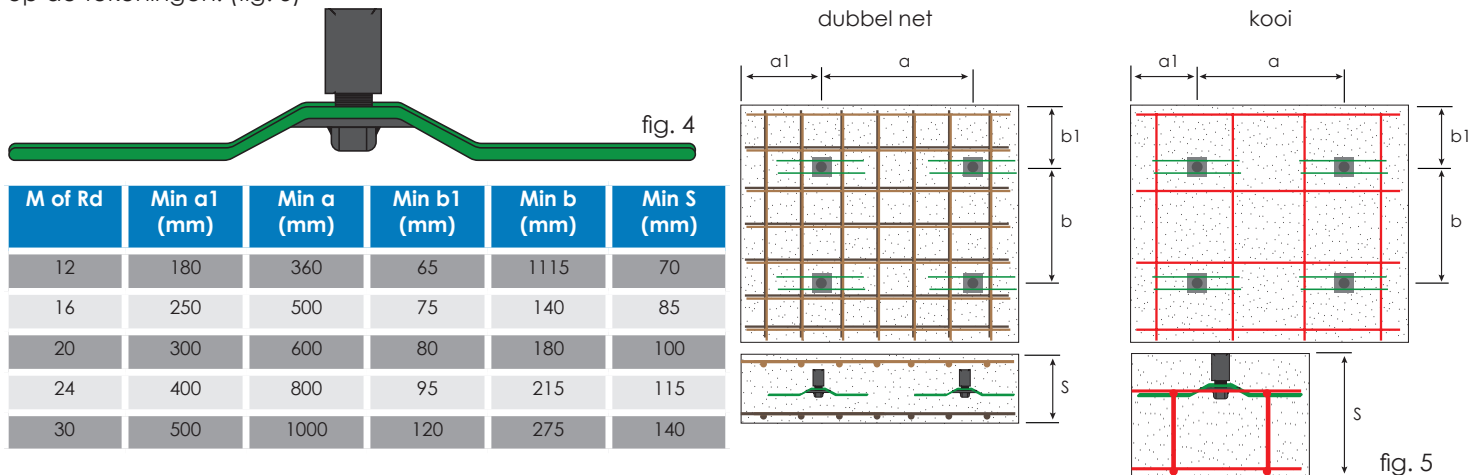 fig. 4
M of Rd Min a1 (mm) Min a (mm) Min b1 (mm) Min b (mm) Min S (mm)
12 180 360 65 1115 70
16 250 500 75 140 85
20 300 600 80 180 100
24 400 800 95 215 115
30 500 1000 120 275 140
dubbel net
a1 a
b1
b
S
kooi
a1 a
b1
b
S
fig. 5